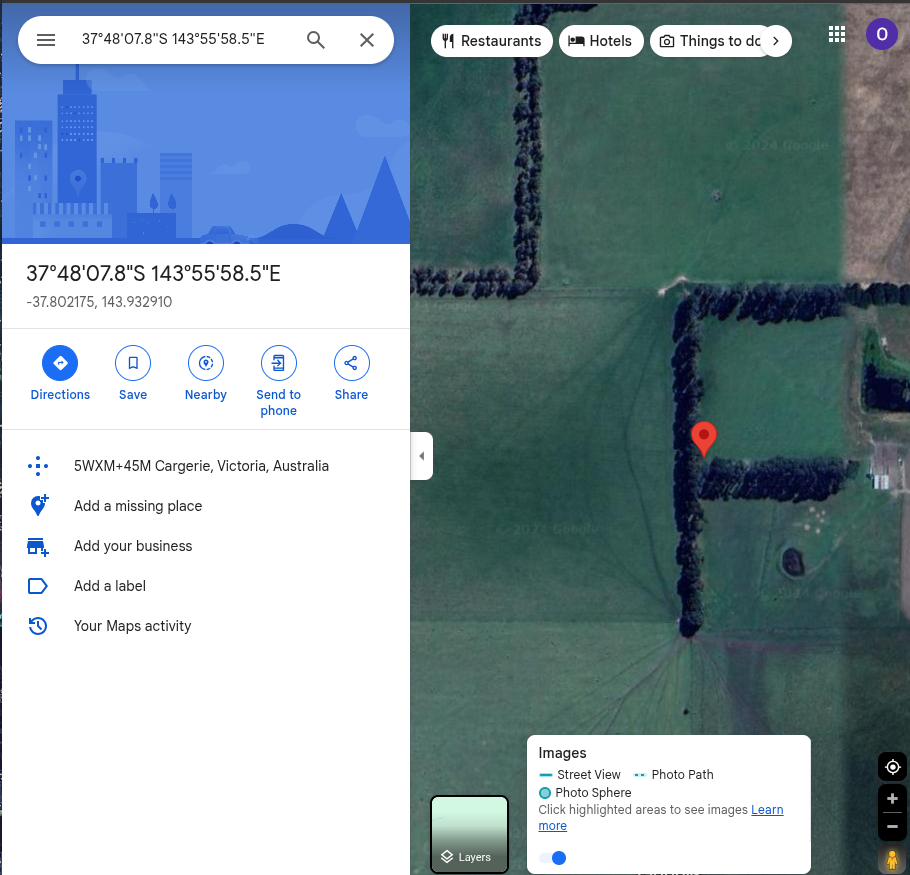 37°48'07.8"S 143°55'58.5"E
Restaurants
Hotels
Things to do
O
37°48'07.8"S 143°55'58.5"E
-37.802175, 143.932910
Directions
Save
Nearby
Send to
phone
Share
5WXM+45M Cargerie, Victoria, Australia
Add a missing place
Add your business
Add a label
Your Maps activity
© 2024 Google
© 2024 Google
© 2024 Google
Images
Street View
Photo Path
Photo Sphere
Click highlighted areas to see images Learn
more
Layers